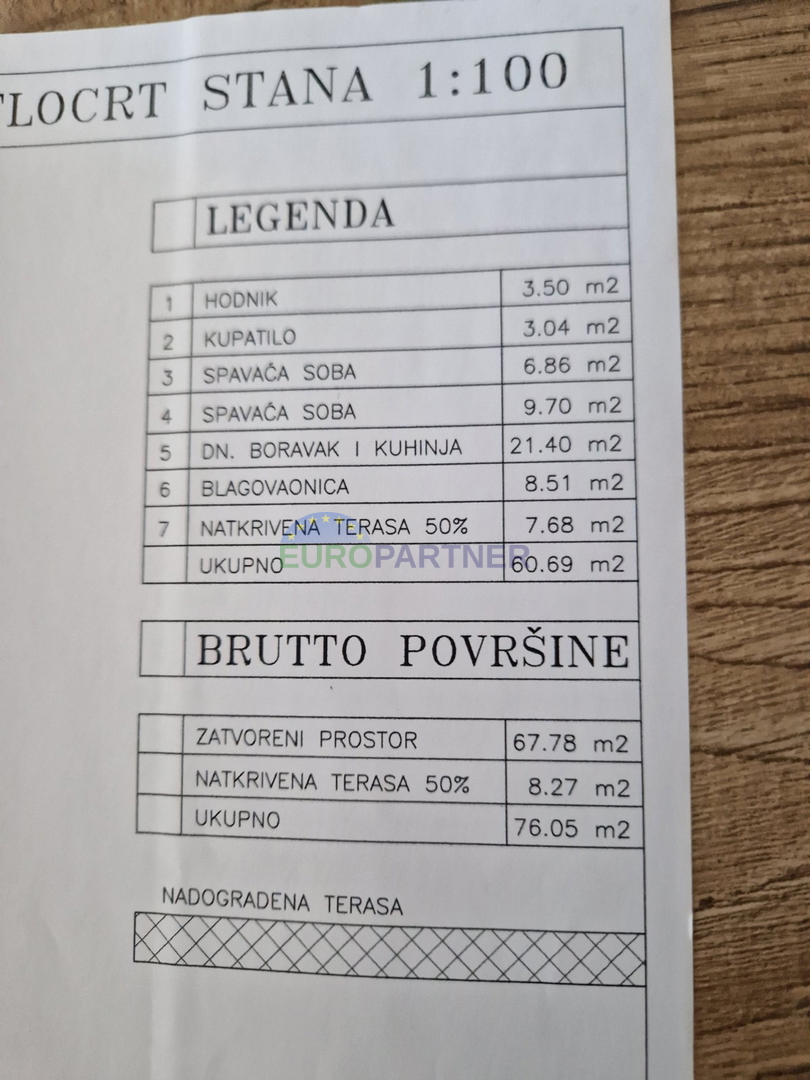 TLOCRT STANA 1:100
LEGENDA
1 HODNIK 3.50 m2
2 KUPATILO 3.04 m2
3 SPAVAĆA SOBA 6.86 m2
4 SPAVAĆA SOBA 9.70 m2
5 DN. BORAVAK I KUHINJA 21.40 m2
6 BLAGOVAONICA 8.51 m2
7 NATKRIVENA TERASA 50% 7.68 m2
UKUPNO 60.69 m2
EUROPARTNER
BRUTTO POVRŠINE
ZATVORENI PROSTOR 67.78 m2
NATKRIVENA TERASA 50% 8.27 m2
UKUPNO 76.05 m2
NADOGRADENA TERASA